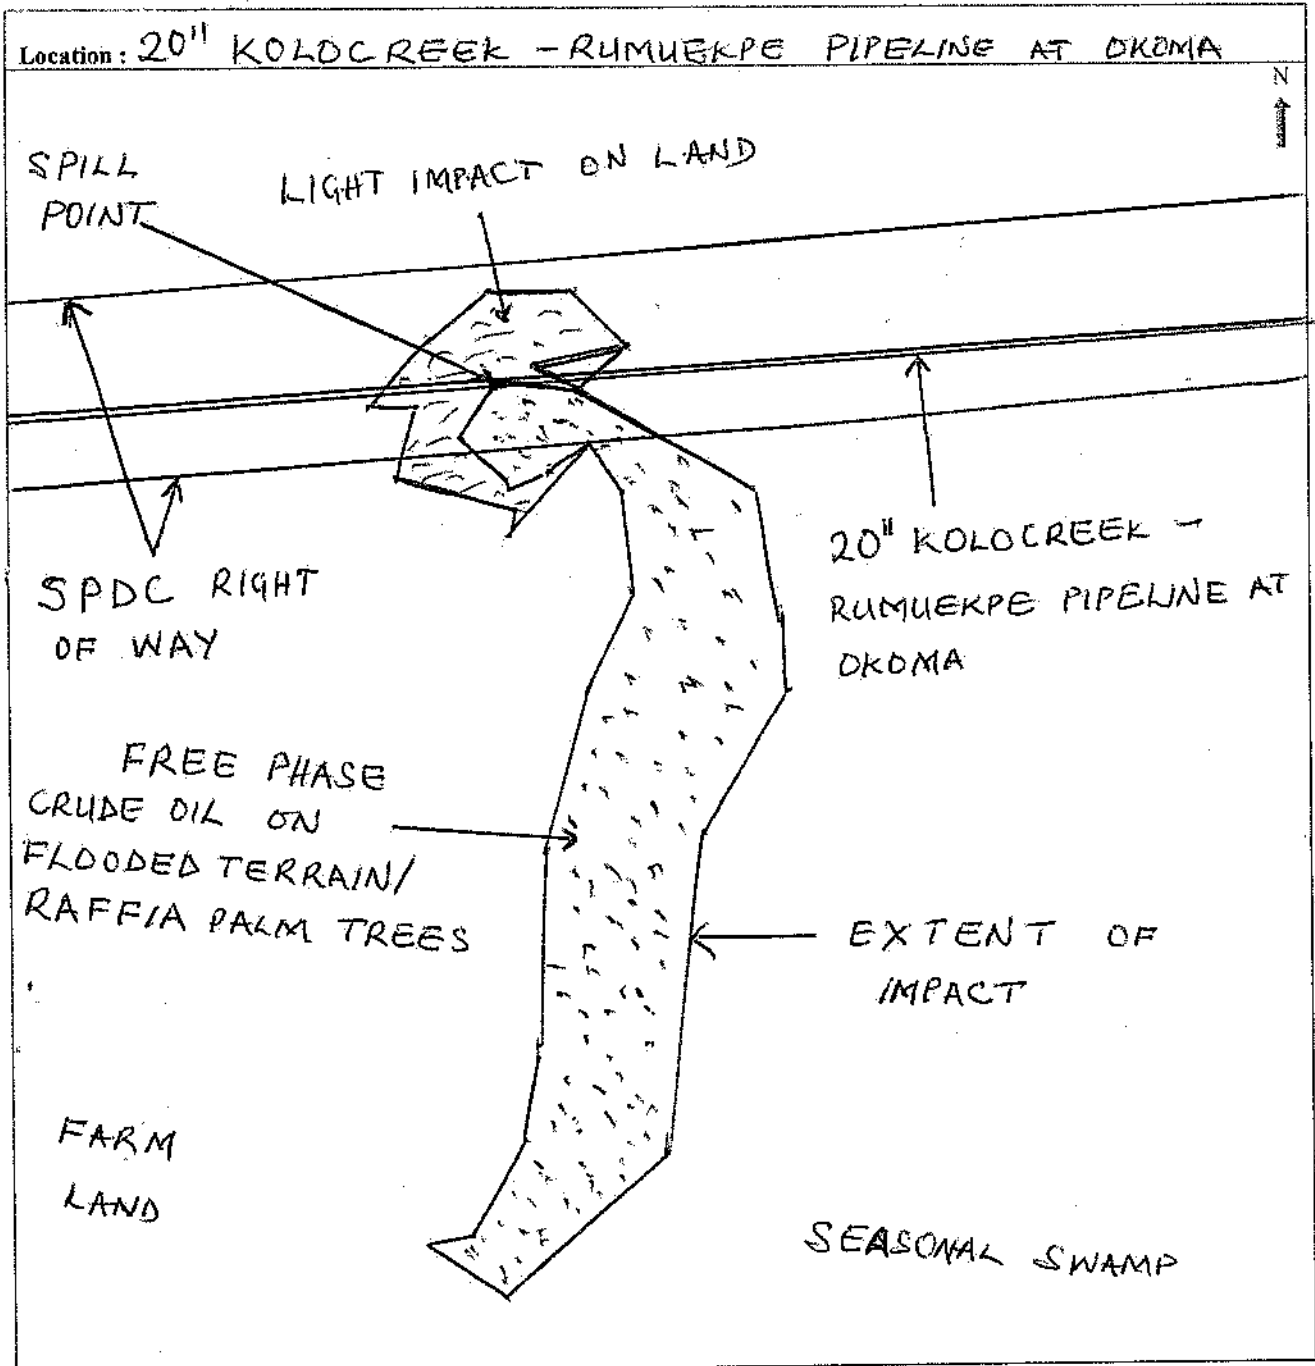 Location : 20" KOLOCREEK - RUMUEKPE PIPELINE AT OKOMA
N
SPILL
POINT
LIGHT IMPACT ON LAND
SPDC RIGHT
OF WAY
20" KOLOCREEK -
RUMUEKPE PIPELINE AT
OKOMA
FREE PHASE
CRUDE OIL ON
FLOODED TERRAIN/
RAFFIA PALM TREES
EXTENT OF
IMPACT
FARM
LAND
SEASONAL SWAMP